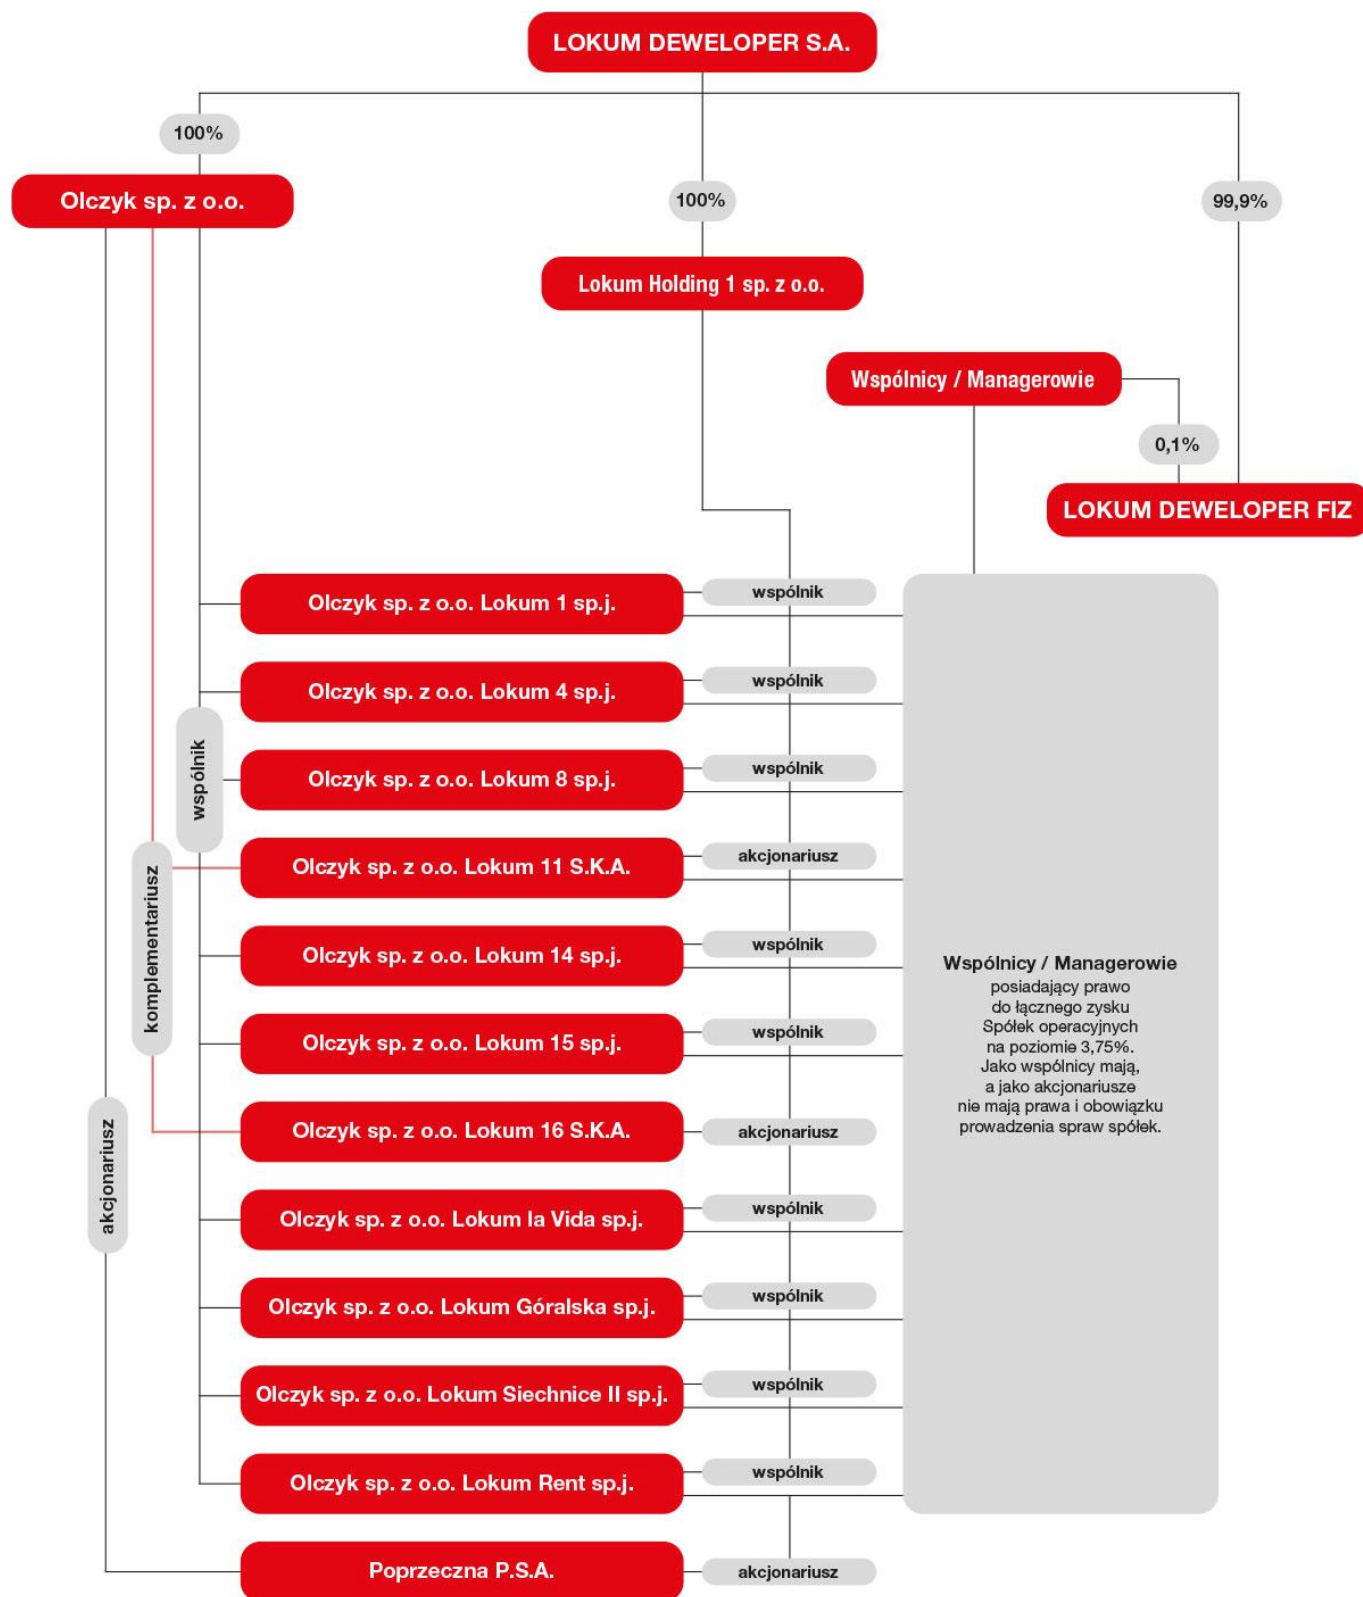 LOKUM DEWELOPER S.A.
100%
Olczyk sp. z o.o.
100%
99,9%
Lokum Holding 1 sp. z o.o.
Wspólnicy / Managerowie
0,1%
LOKUM DEWELOPER FIZ
Olczyk sp. z o.o. Lokum 1 sp.j.
wspólnik
Olczyk sp. z o.o. Lokum 4 sp.j.
wspólnik
wspólnik
Olczyk sp. z o.o. Lokum 8 sp.j.
wspólnik
komplementariusz
Olczyk sp. z o.o. Lokum 11 S.K.A.
akcjonariusz
Olczyk sp. z o.o. Lokum 14 sp.j.
wspólnik
Olczyk sp. z o.o. Lokum 15 sp.j.
wspólnik
akcjonariusz
Olczyk sp. z o.o. Lokum 16 S.K.A.
akcjonariusz
Olczyk sp. z o.o. Lokum la Vida sp.j.
wspólnik
Olczyk sp. z o.o. Lokum Góralska sp.j.
wspólnik
Olczyk sp. z o.o. Lokum Siechnice II sp.j.
wspólnik
Olczyk sp. z o.o. Lokum Rent sp.j.
wspólnik
Poprzeczna P.S.A.
akcjonariusz
Wspólnicy / Managerowie
posiadający prawo
do łącznego zysku
Spółek operacyjnych
na poziomie 3,75%.
Jako wspólnicy mają,
a jako akcjonariusze
nie mają prawa i obowiązku
prowadzenia spraw spółek.